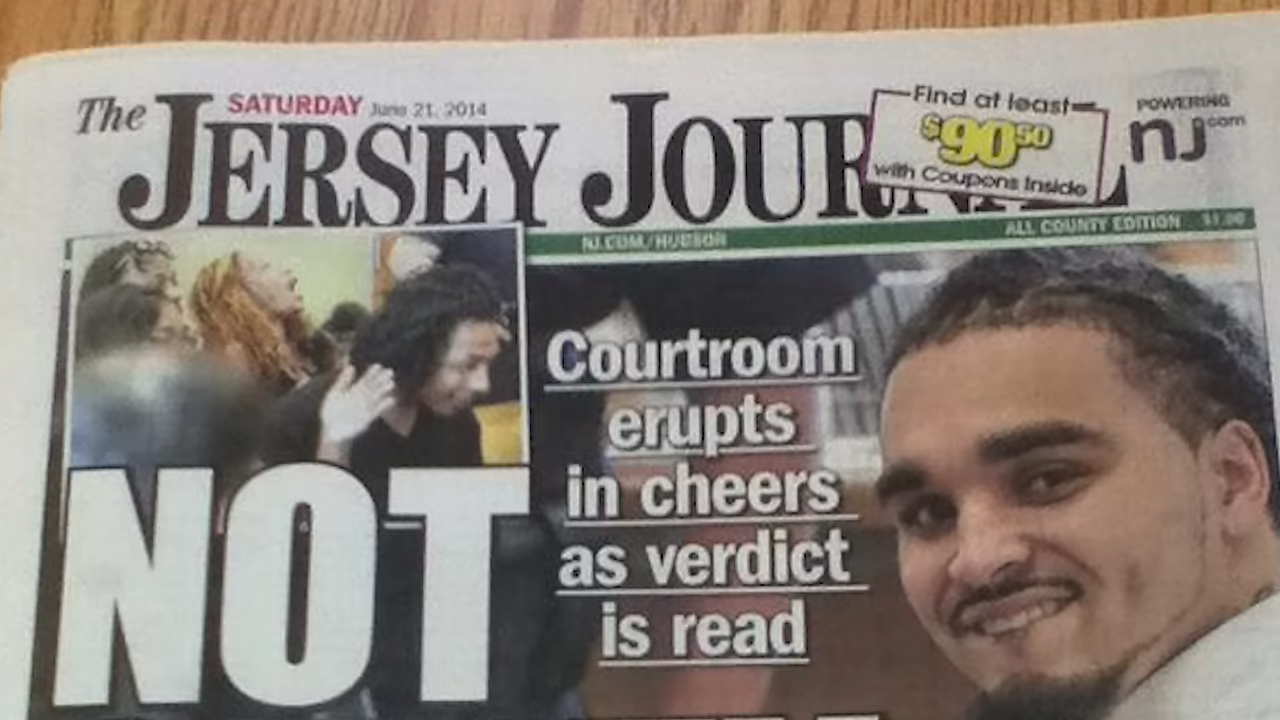 The
SATURDAY June 21, 2014
JERSEY JOURNAL
Find at least
$90.50
with Coupons Inside
POWERING
nj.com
NJ.COM/HUDSON
ALL COUNTY EDITION $1.00
Courtroom
erupts
in cheers
as verdict
is read
NOT